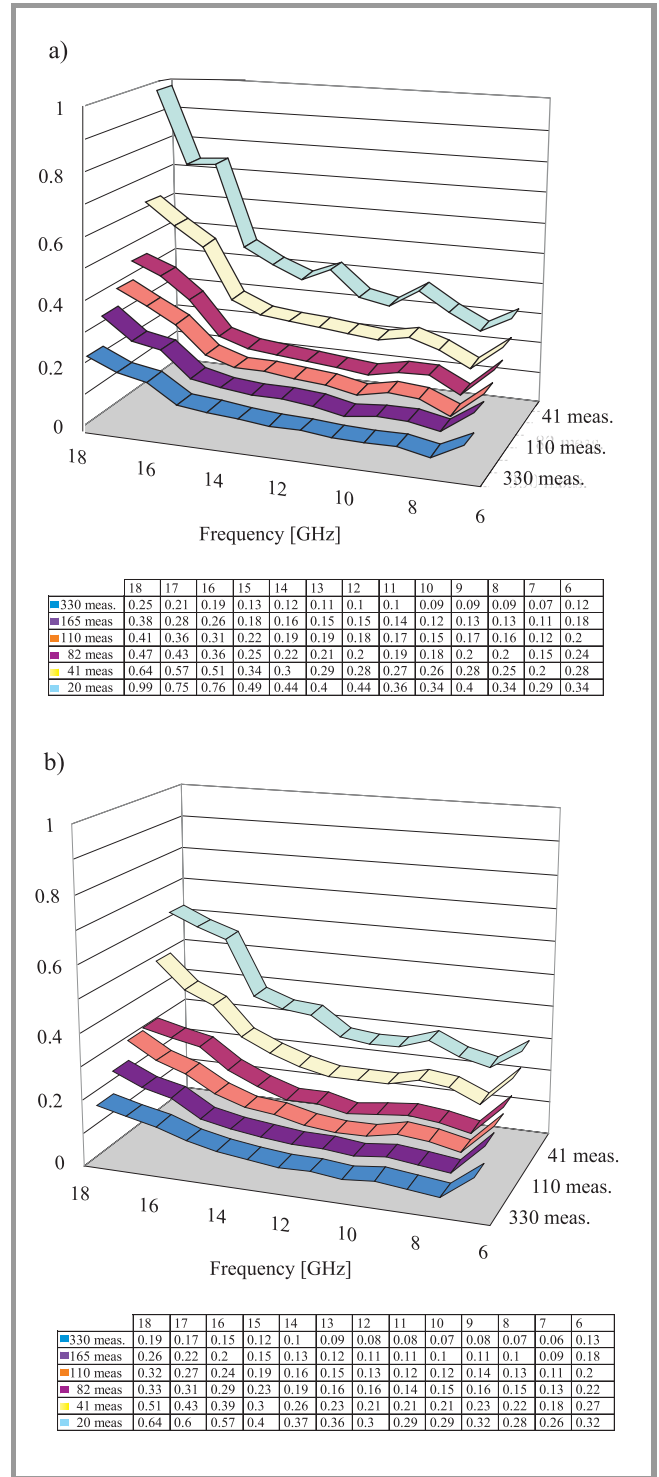 a)
1
0.8
0.6
0.4
0.2
0
18
16
14
12
10
8
6
41 meas.
110 meas.
330 meas.
Frequency [GHz]
18 17 16 15 14 13 12 11 10 9 8 7 6
330 meas. 0.25 0.21 0.19 0.13 0.12 0.11 0.1 0.1 0.09 0.09 0.09 0.07 0.12
165 meas 0.38 0.28 0.26 0.18 0.16 0.15 0.15 0.14 0.12 0.13 0.13 0.11 0.18
110 meas 0.41 0.36 0.31 0.22 0.19 0.19 0.18 0.17 0.15 0.17 0.16 0.12 0.2
82 meas 0.47 0.43 0.36 0.25 0.22 0.21 0.2 0.19 0.18 0.2 0.2 0.15 0.24
41 meas 0.64 0.57 0.51 0.34 0.3 0.29 0.28 0.27 0.26 0.28 0.25 0.2 0.28
20 meas 0.99 0.75 0.76 0.49 0.44 0.4 0.44 0.36 0.34 0.4 0.34 0.29 0.34
b)
1
0.8
0.6
0.4
0.2
0
18
16
14
12
10
8
6
41 meas.
110 meas.
330 meas.
Frequency [GHz]
18 17 16 15 14 13 12 11 10 9 8 7 6
330 meas. 0.19 0.17 0.15 0.12 0.1 0.09 0.08 0.08 0.07 0.08 0.07 0.06 0.13
165 meas 0.26 0.22 0.2 0.15 0.13 0.12 0.11 0.11 0.1 0.11 0.1 0.09 0.18
110 meas 0.32 0.27 0.24 0.19 0.16 0.15 0.13 0.12 0.12 0.14 0.13 0.11 0.2
82 meas 0.33 0.31 0.29 0.23 0.19 0.16 0.16 0.14 0.15 0.16 0.15 0.13 0.22
41 meas 0.51 0.43 0.39 0.3 0.26 0.23 0.21 0.21 0.21 0.23 0.22 0.18 0.27
20 meas 0.64 0.6 0.57 0.4 0.37 0.36 0.3 0.29 0.29 0.32 0.28 0.26 0.32